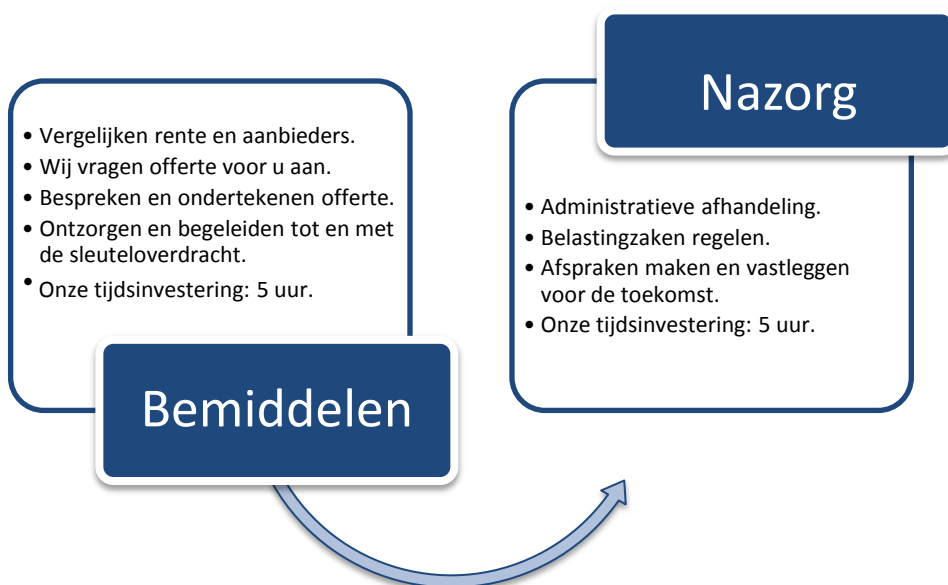 • Vergelijken rente en aanbieders.
• Wij vragen offerte voor u aan.
• Bespreken en ondertekenen offerte.
• Ontzorgen en begeleiden tot en met
de sleuteloverdracht.
• Onze tijdsinvestering: 5 uur.
Bemiddelen
Nazorg
• Administratieve afhandeling.
• Belastingzaken regelen.
• Afspraken maken en vastleggen
voor de toekomst.
• Onze tijdsinvestering: 5 uur.